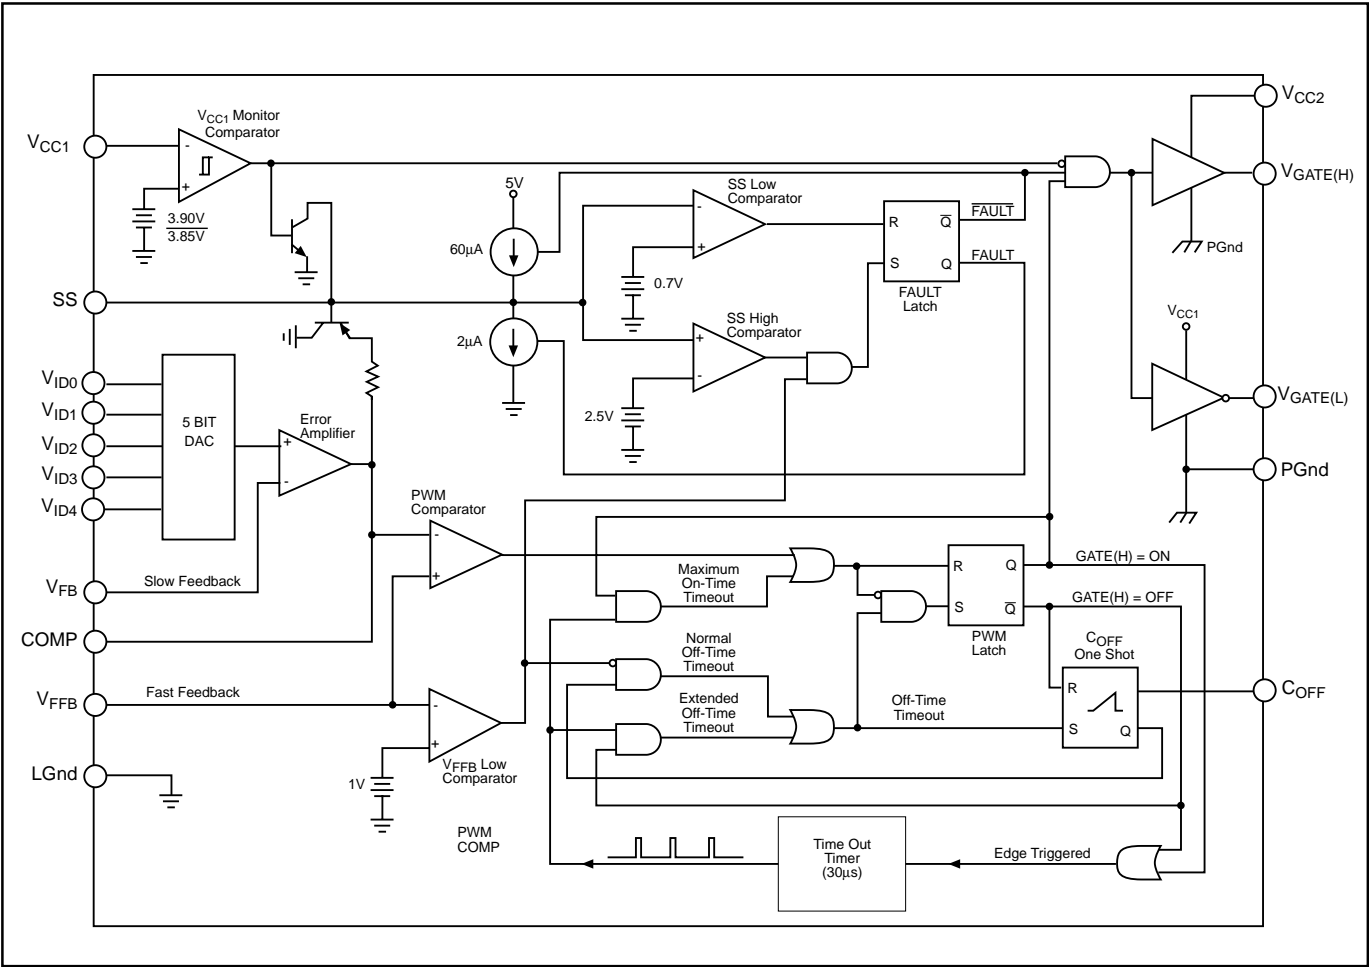 VCC1
VCC1 Monitor
Comparator
-
+
3.90V
3.85V
5V
60μA
SS Low
Comparator
-
+
0.7V
R
Q
FAULT
S
Q
FAULT
FAULT
Latch
VCC2
VGATE(H)
PGnd
SS
2μA
SS High
Comparator
+
-
2.5V
VCC1
VGATE(L)
PGnd
VID0
VID1
VID2
VID3
VID4
5 BIT
DAC
Error
Amplifier
+
-
PWM
Comparator
-
+
VFB
Slow Feedback
COMP
VFFB
Fast Feedback
-
+
VFFB Low
Comparator
1V
PWM
COMP
LGnd
Maximum
On-Time
Timeout
Normal
Off-Time
Timeout
Extended
Off-Time
Timeout
Off-Time
Timeout
R
Q
S
Q
PWM
Latch
GATE(H) = ON
GATE(H) = OFF
COFF
One Shot
R
S
Q
COFF
Time Out
Timer
(30μs)
Edge Triggered